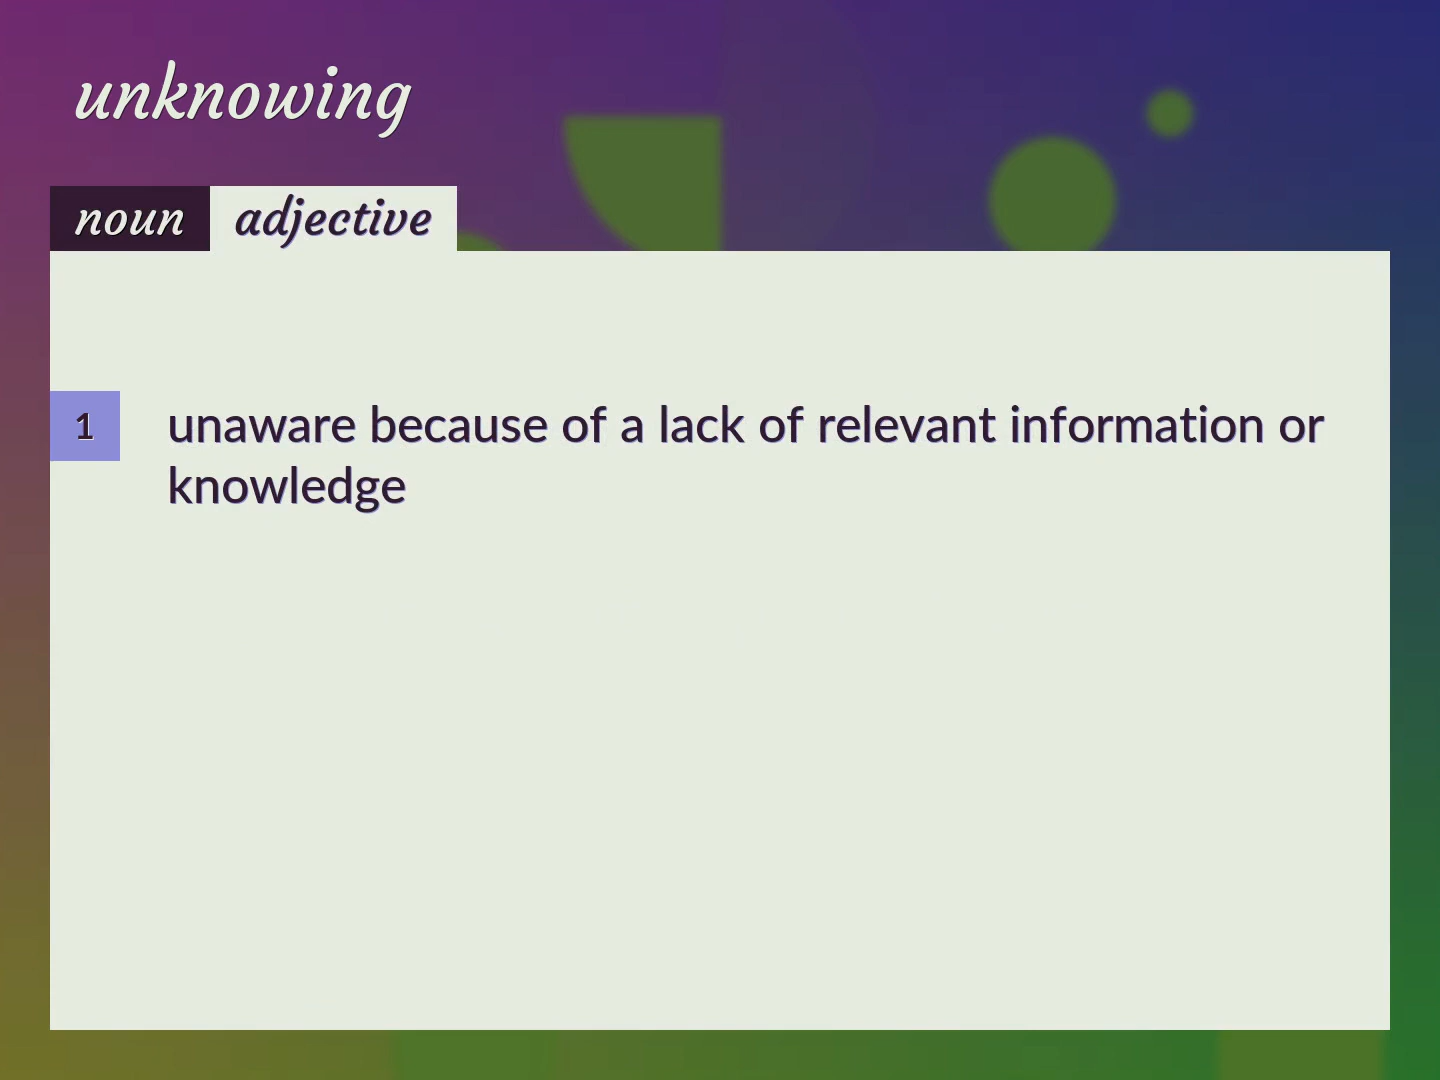 unknowing
noun adjective
1 unaware because of a lack of relevant information or
knowledge